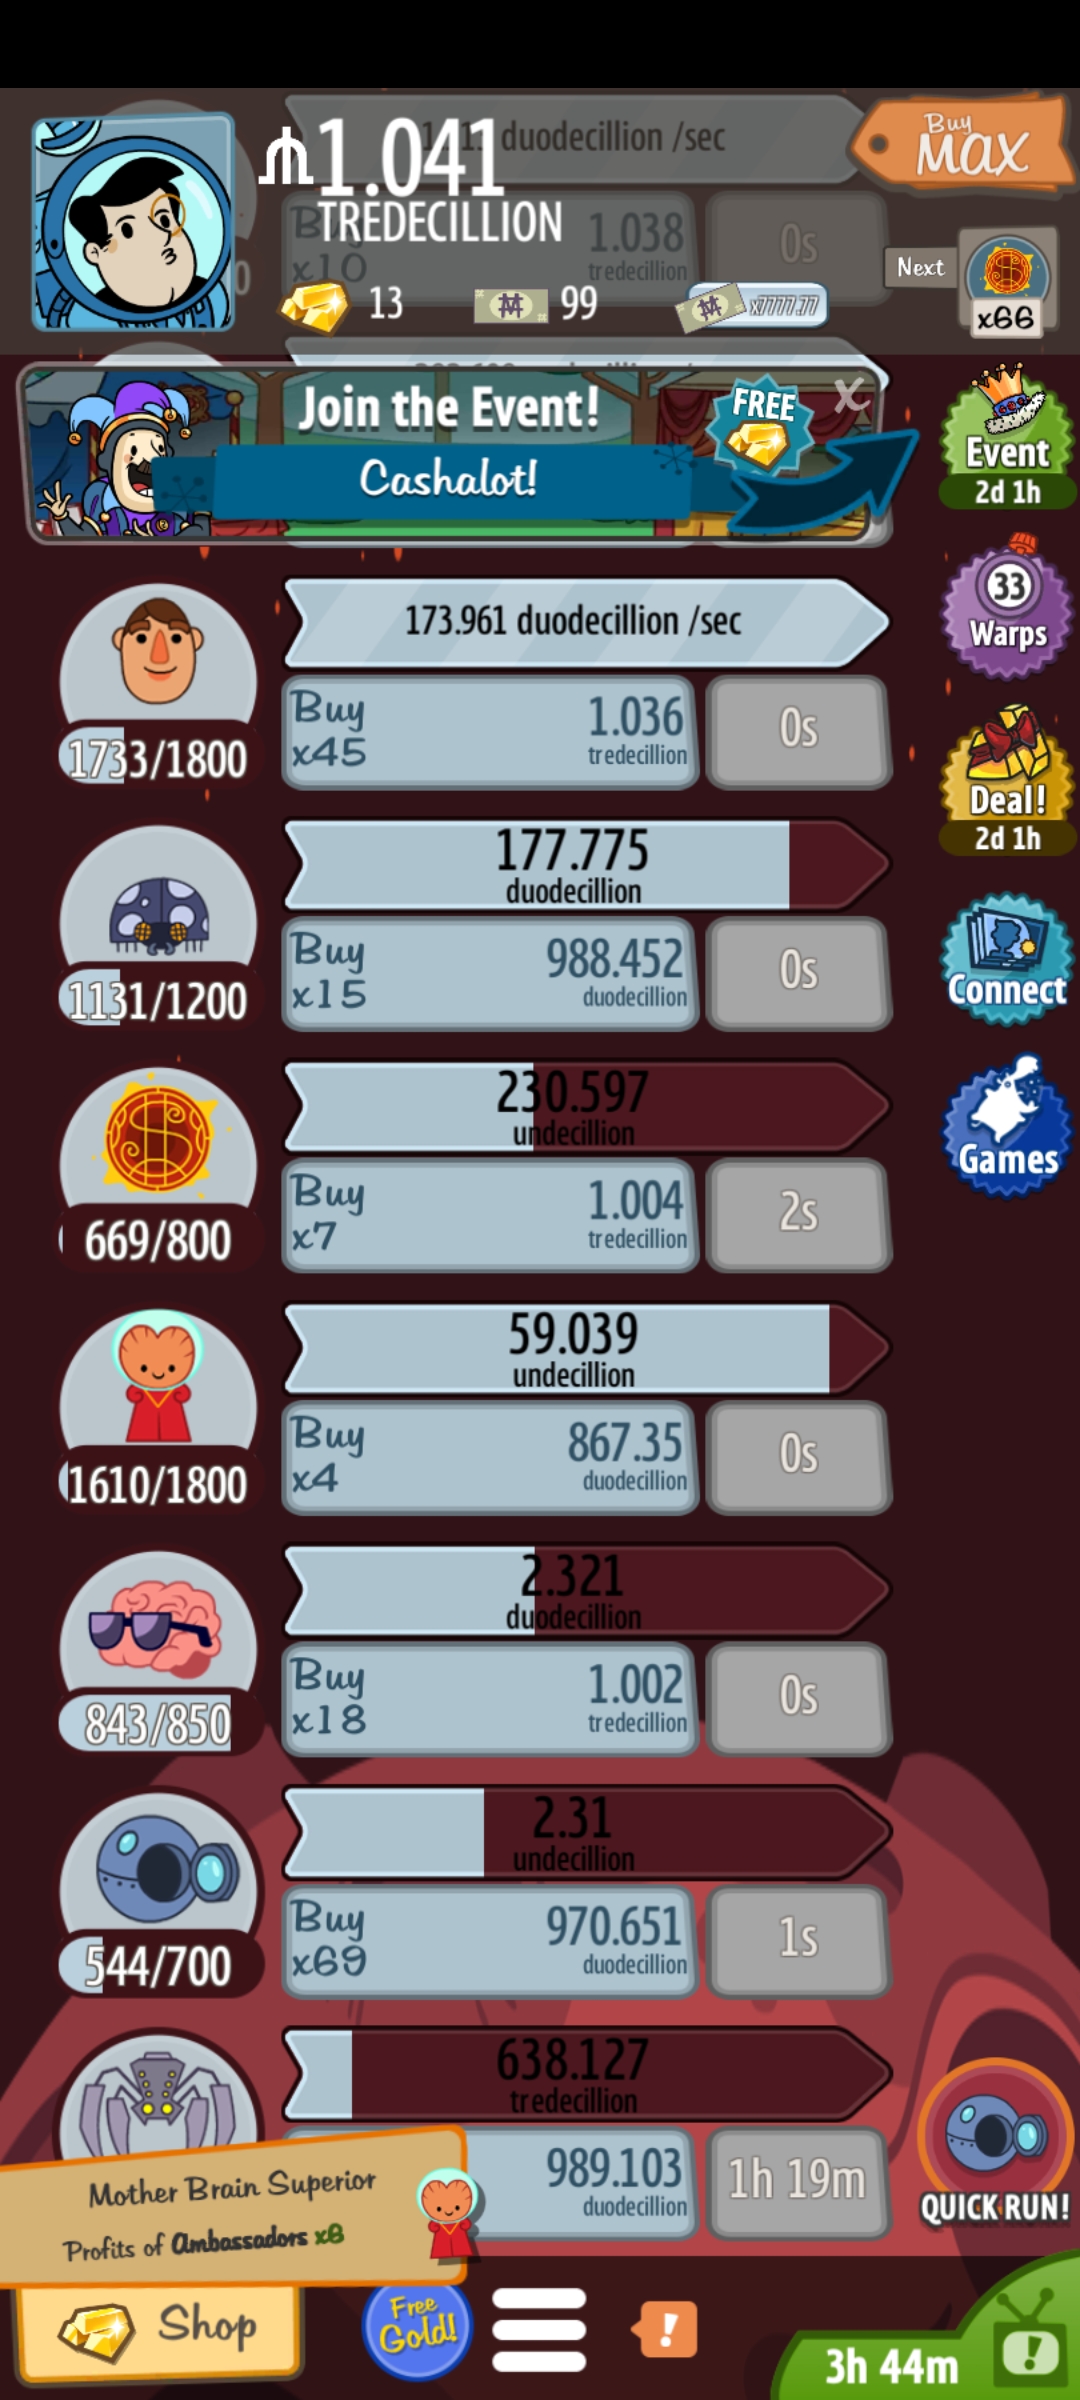 duodecillion /sec
1.041
TREDECILLION
Buy
MAX
x10
1.038
tredecillion
0s
Next
x66
13
99
x7777.77
Join the Event!
FREE
X
Cashalot!
Event
2d 1h
173.961 duodecillion /sec
33
Warps
Buy
x45
1.036
tredecillion
0s
1733/1800
Deal!
2d 1h
177.775
duodecillion
Buy
x15
988.452
duodecillion
0s
1131/1200
Connect
230.597
undecillion
Games
Buy
x7
1.004
tredecillion
2s
669/800
59.039
undecillion
Buy
x4
867.35
duodecillion
0s
1610/1800
2.321
duodecillion
Buy
x18
1.002
tredecillion
0s
843/850
2.31
undecillion
Buy
x69
970.651
duodecillion
1s
544/700
638.127
tredecillion
989.103
duodecillion
1h 19m
QUICK RUN!
Mother Brain Superior
Profits of Ambassadors x8
Shop
Free
Gold!
!
3h 44m
!